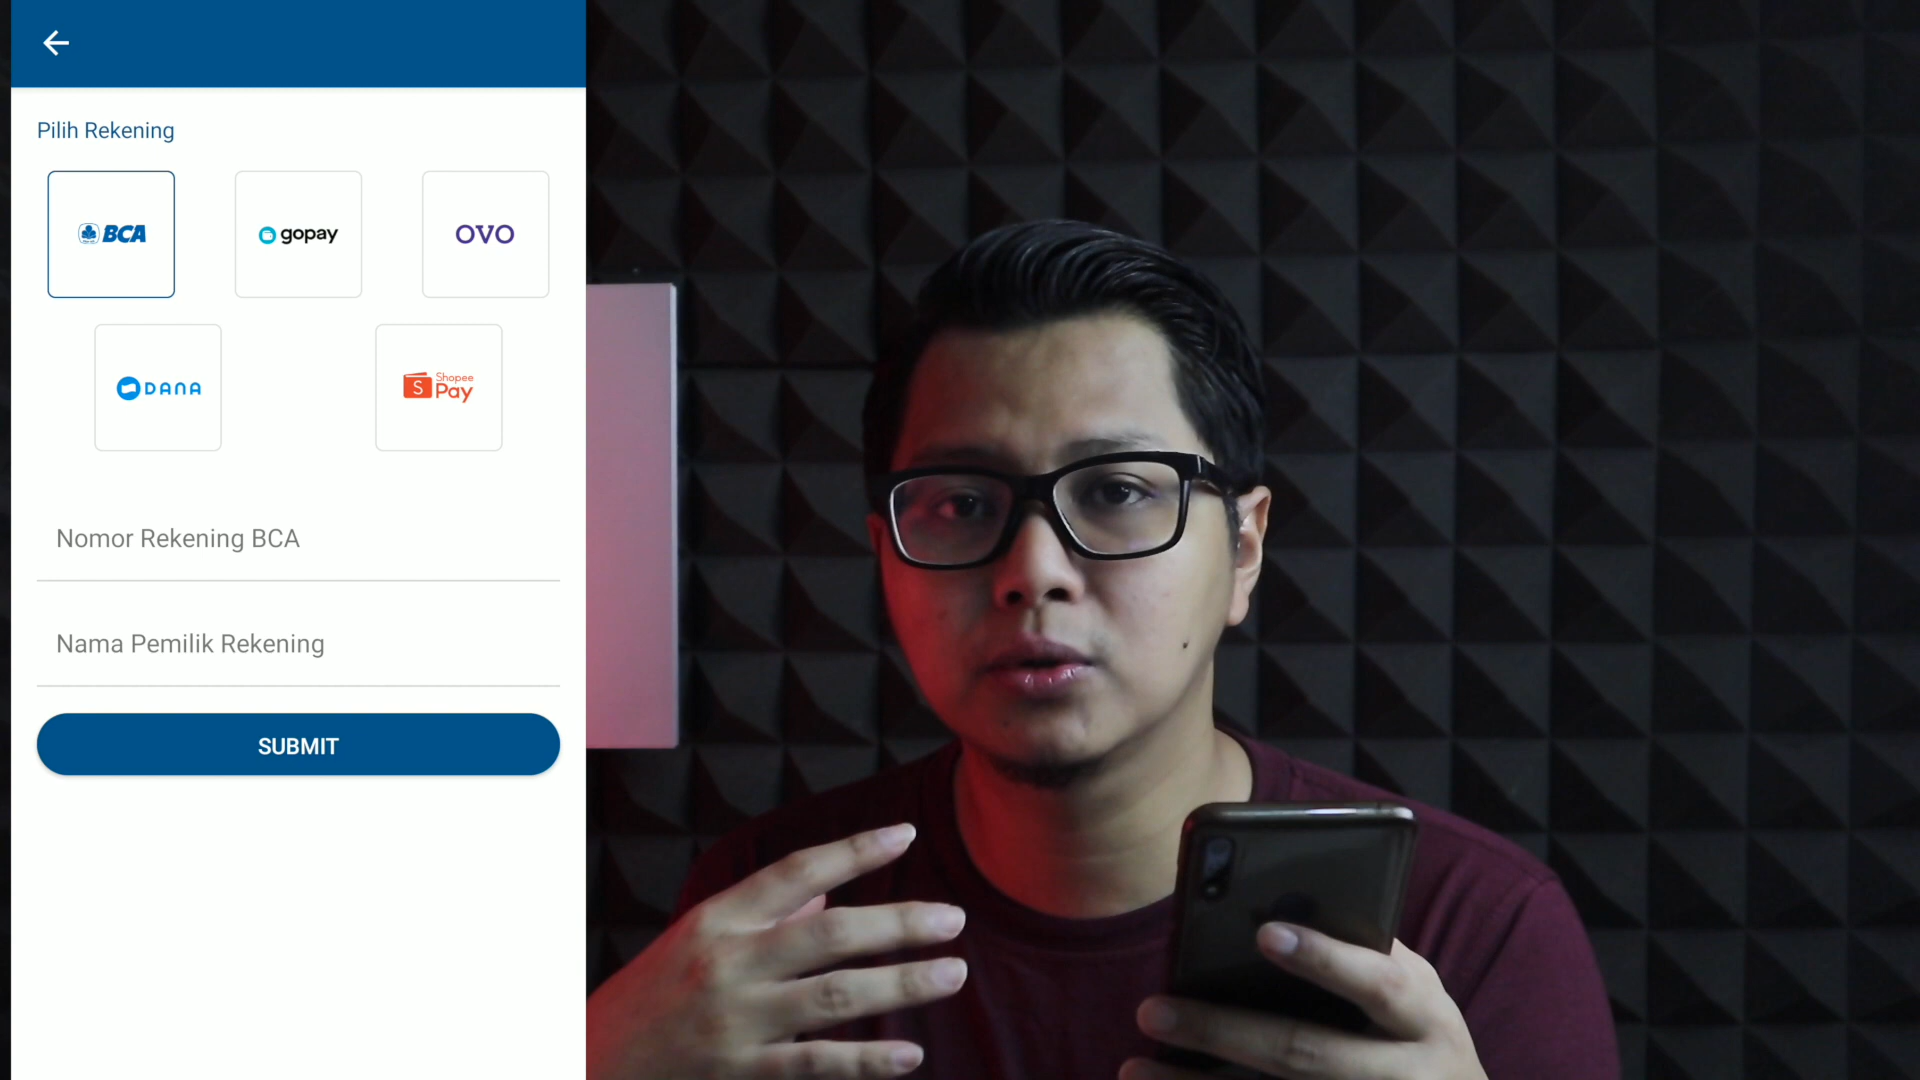 Pilih Rekening
BCA
gopay
OVO
DANA
S Shopee Pay
Nomor Rekening BCA
Nama Pemilik Rekening
SUBMIT